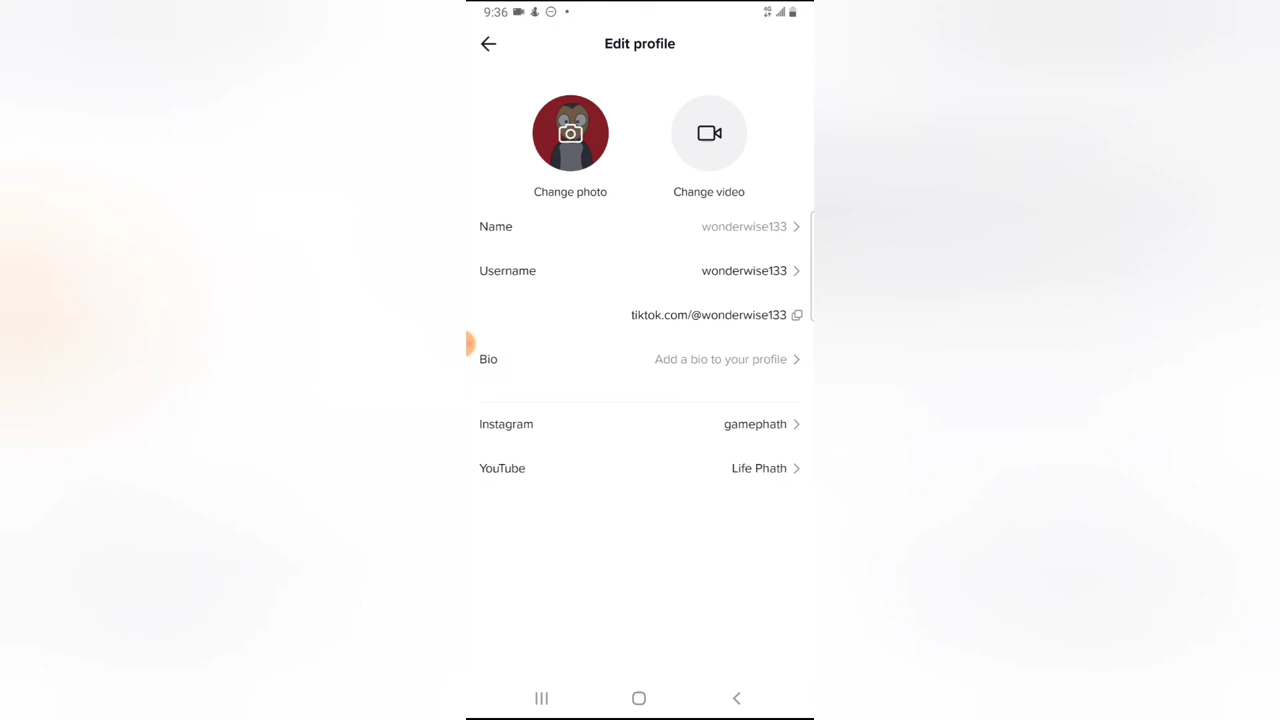 9:36
4G
Edit profile
Change photo
Change video
Name
wonderwise133
Username
wonderwise133
tiktok.com/@wonderwise133
Bio
Add a bio to your profile
Instagram
gamephath
YouTube
Life Phath